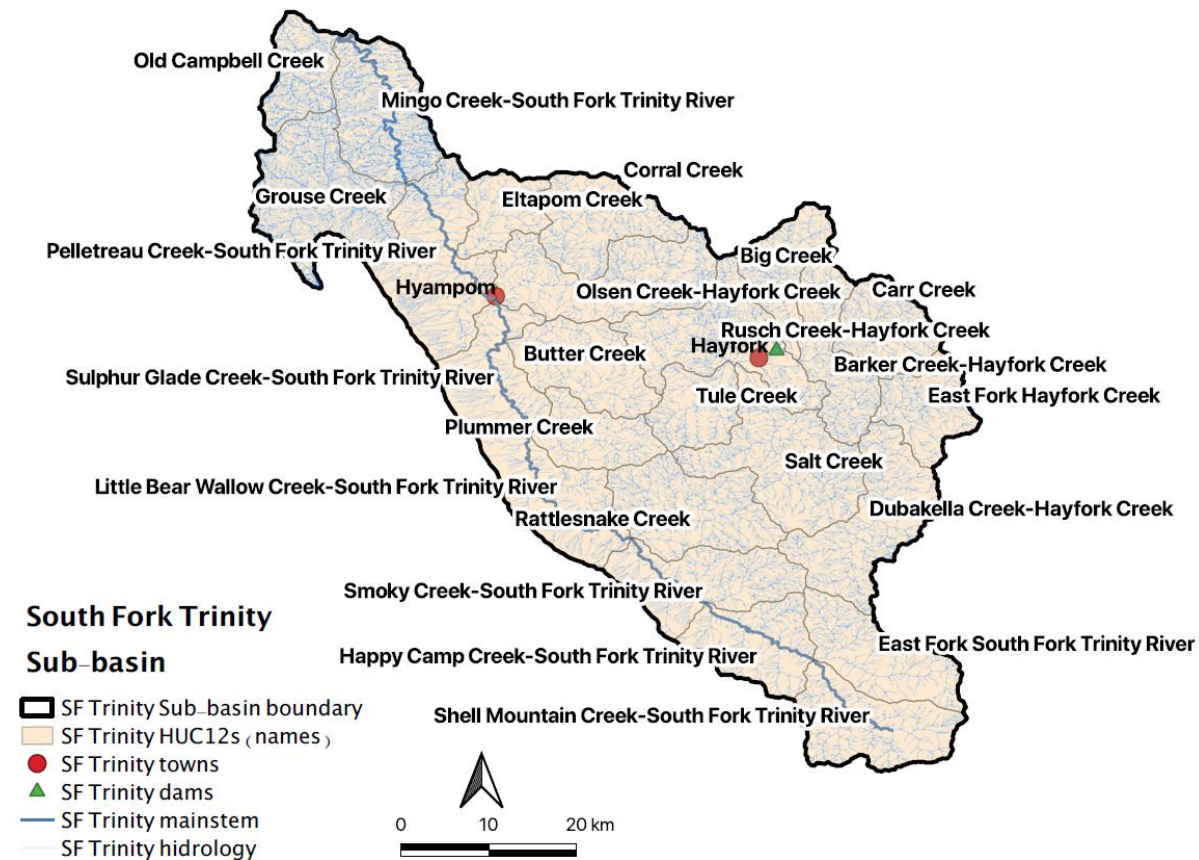 Old Campbell Creek
Mingo Creek-South Fork Trinity River
Corral Creek
Grouse Creek
Eltapom Creek
Pelletreau Creek-South Fork Trinity River
Big Creek
Hyampom
Olsen Creek-Hayfork Creek
Carr Creek
Rusch Creek-Hayfork Creek
Hayfork
Butter Creek
Barker Creek-Hayfork Creek
Sulphur Glade Creek-South Fork Trinity River
Tule Creek
East Fork Hayfork Creek
Plummer Creek
Salt Creek
Little Bear Wallow Creek-South Fork Trinity River
Dubakella Creek-Hayfork Creek
Rattlesnake Creek
Smoky Creek-South Fork Trinity River
East Fork South Fork Trinity River
Happy Camp Creek-South Fork Trinity River
Shell Mountain Creek-South Fork Trinity River
South Fork Trinity
Sub-basin
SF Trinity Sub-basin boundary
SF Trinity HUC12s (names)
SF Trinity towns
SF Trinity dams
SF Trinity mainstem
SF Trinity hidrology
0 10 20 km